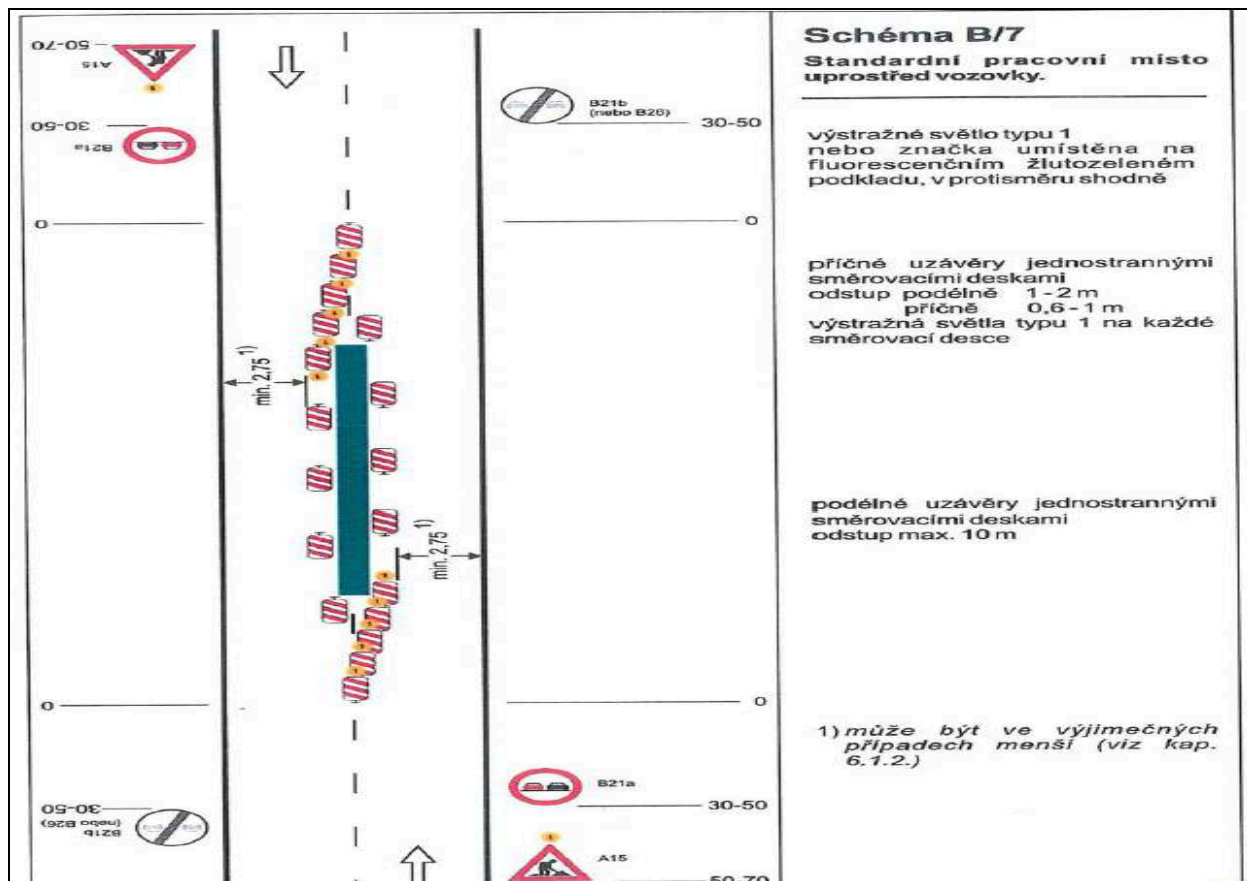 Schéma B/7
Standardní pracovní místo
uprostřed vozovky.
výstražné světlo typu 1
nebo značka umístěna na
fluorescenčním žlutozeleném
podkladu, v protisměru shodně
příčné uzávěry jednostrannými
směrovacími deskami
odstup podélně 1-2 m
příčně 0,6-1 m
výstražná světla typu 1 na každé
směrovací desce
podélné uzávěry jednostrannými
směrovacími deskami
odstup max. 10 m
1) může být ve výjimečných
případech menší (viz kap.
6.1.2.)
50-70
A15
30-50
B21a
0
min. 2,75 1)
0
30-50
B21b
(nebo B26)
B21b
(nebo B26)
30-50
0
min. 2,75 1)
0
B21a
30-50
A15
50-70